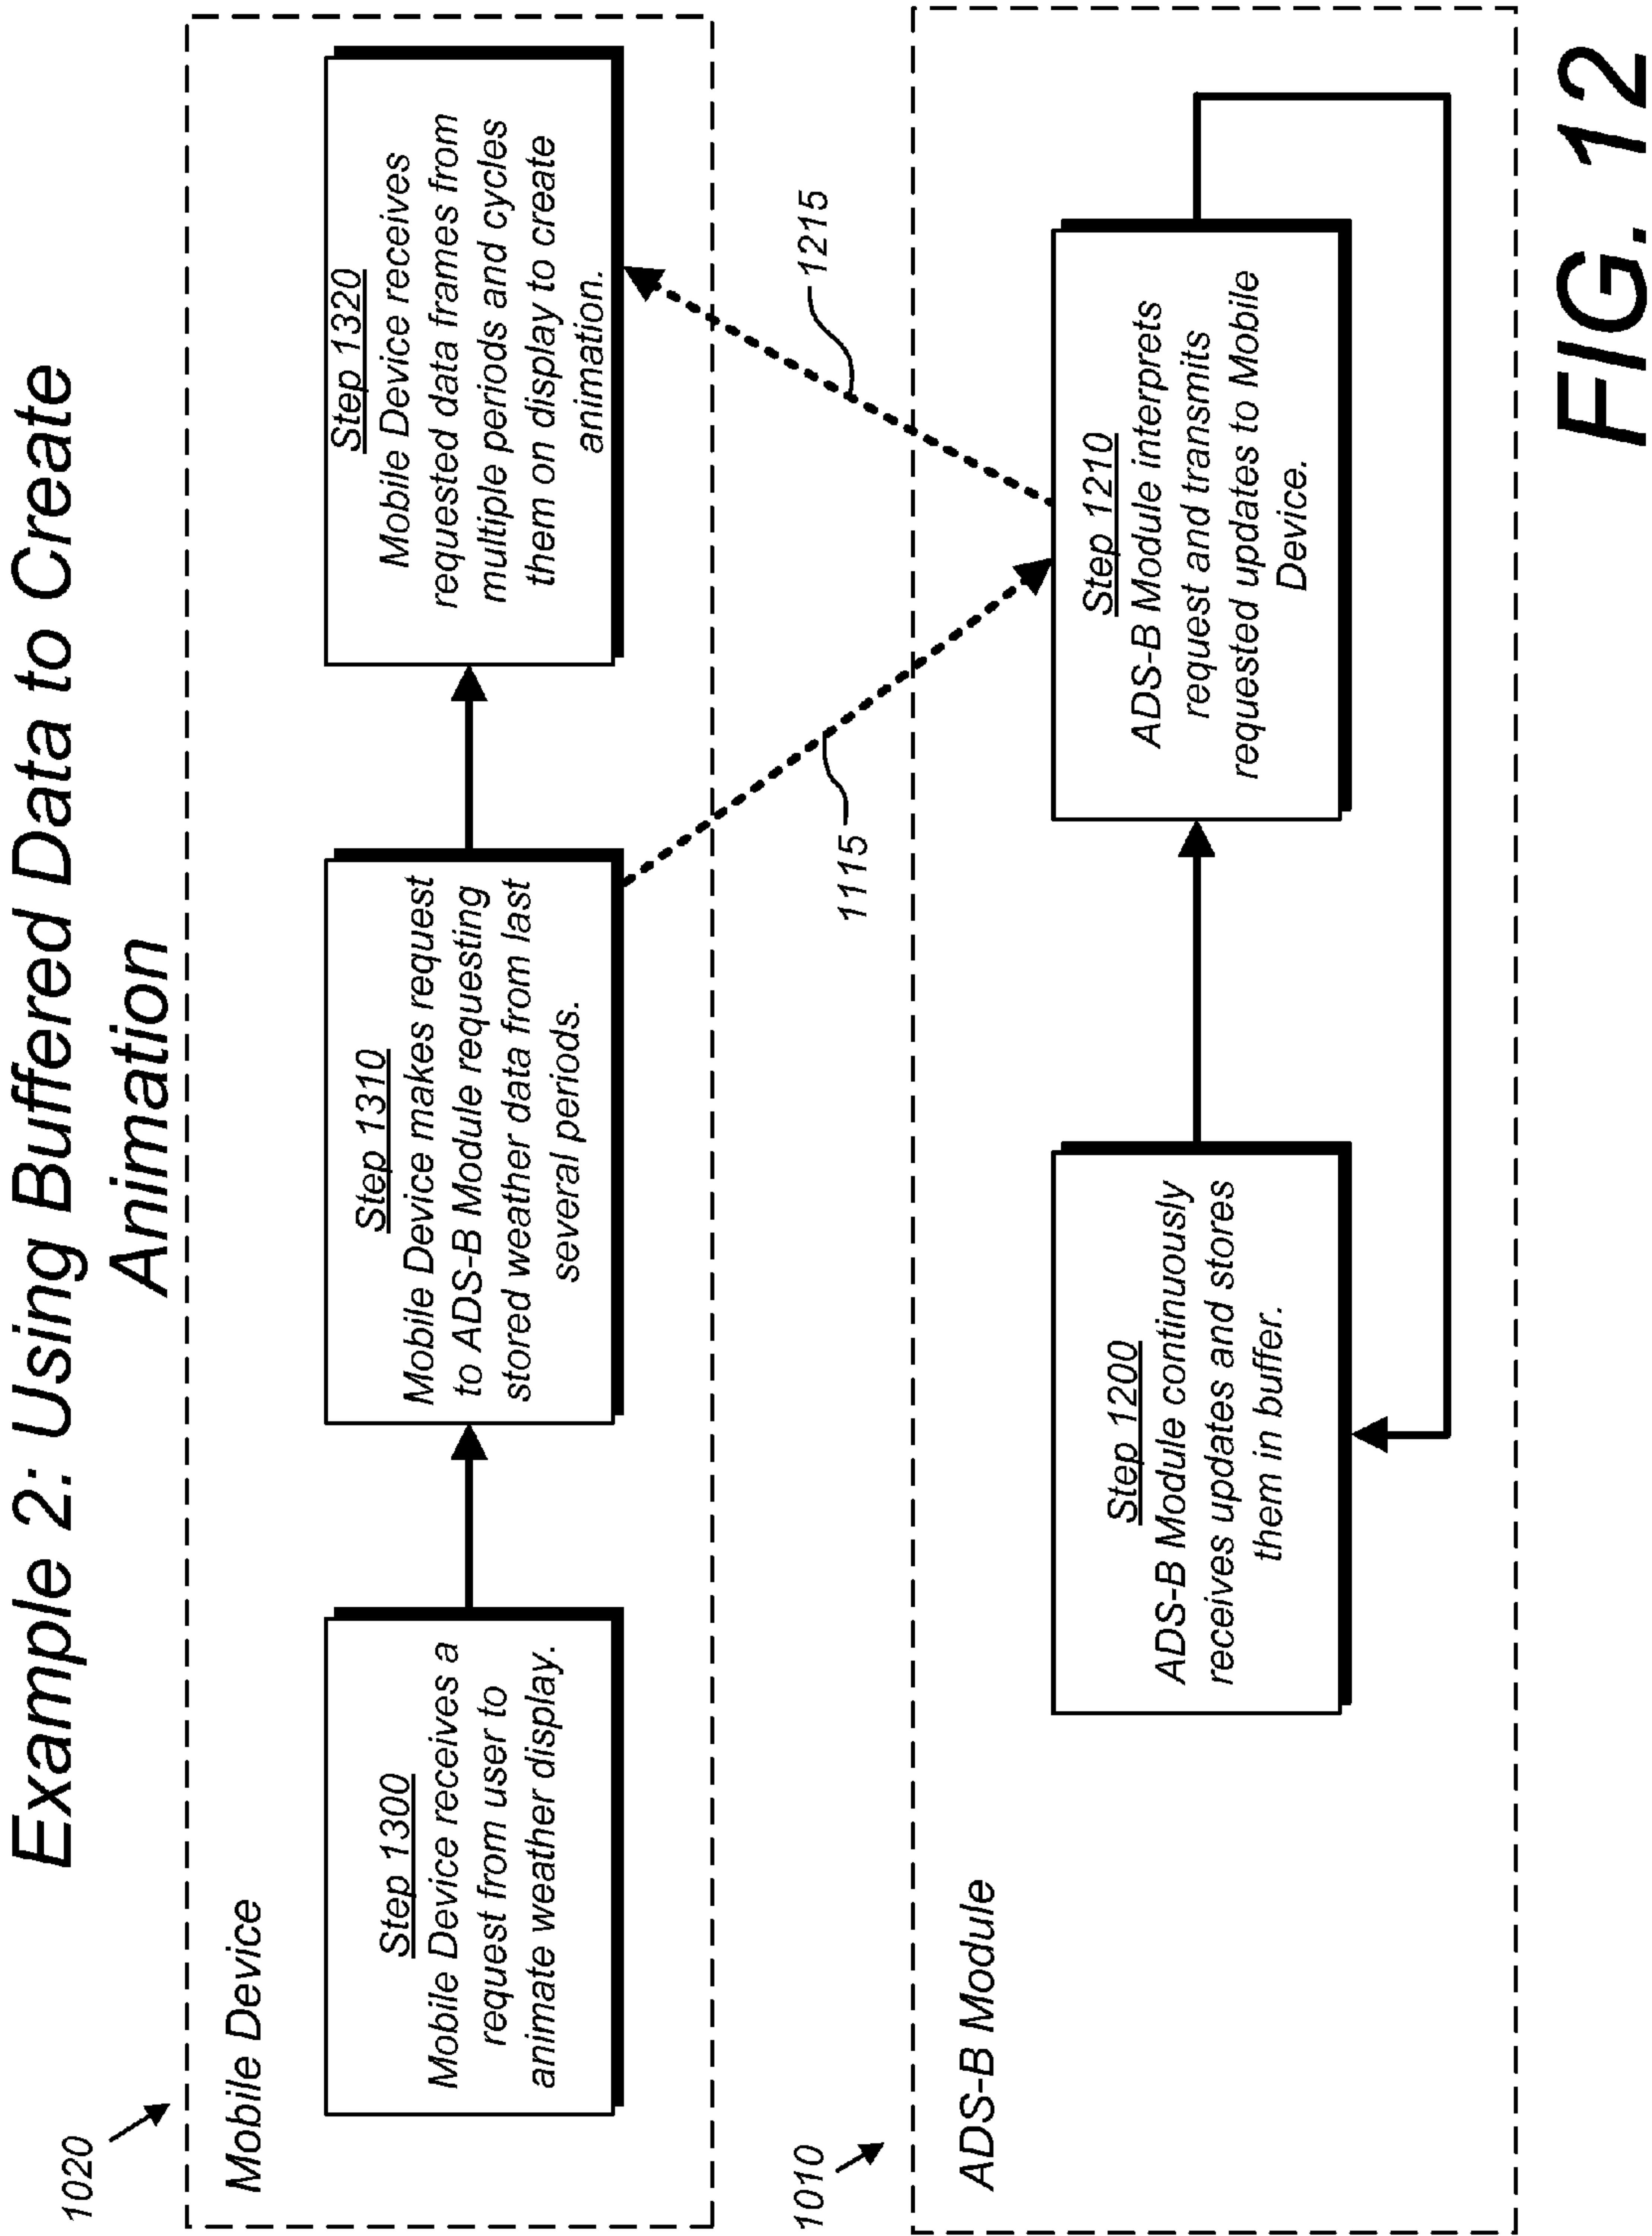 Example 2: Using Buffered Data to Create
Animation
1020
Mobile Device
Step 1300
Mobile Device receives a
request from user to
animate weather display.
Step 1310
Mobile Device makes request
to ADS-B Module requesting
stored weather data from last
several periods.
Step 1320
Mobile Device receives
requested data frames from
multiple periods and cycles
them on display to create
animation.
1115
1215
1010
ADS-B Module
Step 1200
ADS-B Module continuously
receives updates and stores
them in buffer.
Step 1210
ADS-B Module interprets
request and transmits
requested updates to Mobile
Device.
FIG. 12